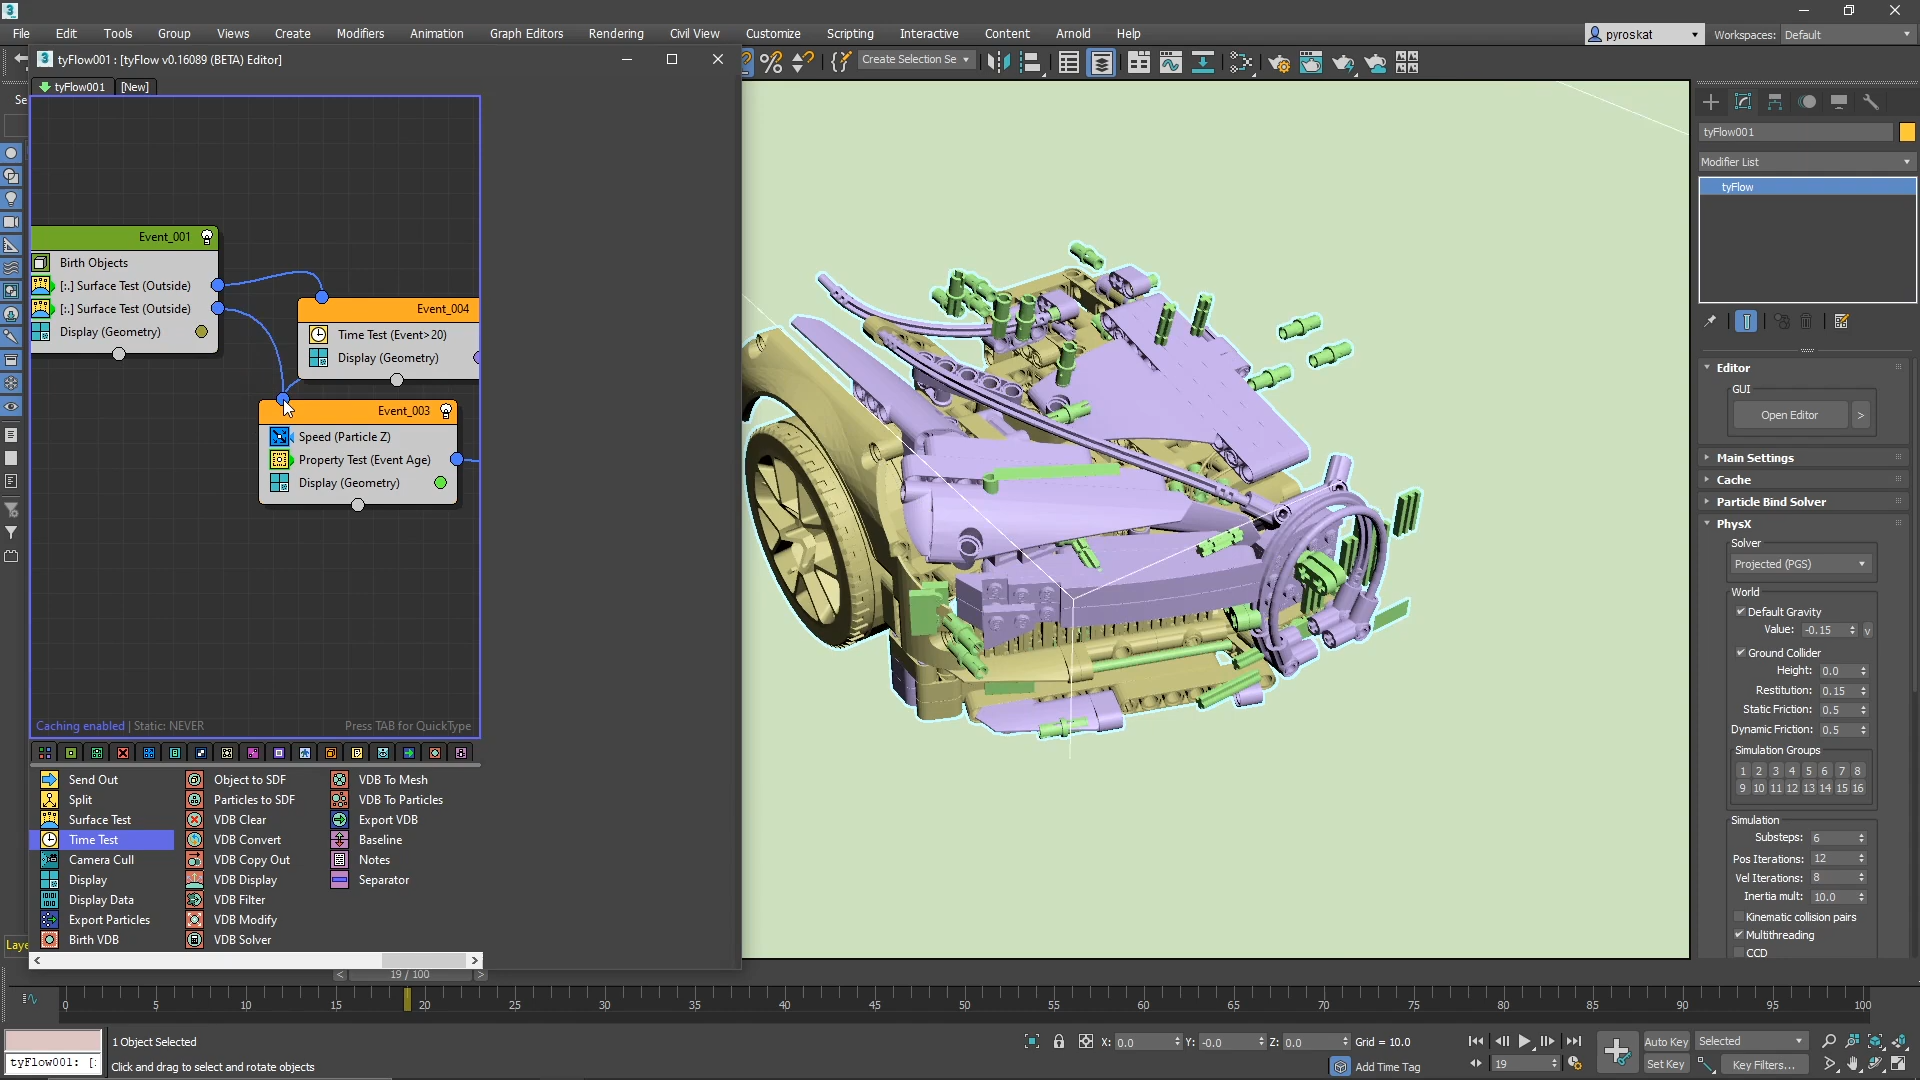 3
File Edit Tools Group Views Create Modifiers Animation Graph Editors Rendering Civil View Customize Scripting Interactive Content Arnold Help
pyroskat Workspaces: Default
3 tyFlow001 : [tyFlow v0.16089 (BETA) Editor]
Create Selection Se
tyFlow001 [New]
Se
Event_001
Birth Objects
[:.] Surface Test (Outside)
[:.] Surface Test (Outside)
Display (Geometry)
Event_004
Time Test (Event>20)
Display (Geometry)
Event_003
Speed (Particle Z)
Property Test (Event Age)
Display (Geometry)
Caching enabled | Static: NEVER
Press TAB for QuickType
Send Out
Split
Surface Test
Time Test
Camera Cull
Display
Display Data
Export Particles
Birth VDB
Object to SDF
Particles to SDF
VDB Clear
VDB Convert
VDB Copy Out
VDB Display
VDB Filter
VDB Modify
VDB Solver
VDB To Mesh
VDB To Particles
Export VDB
Baseline
Notes
Separator
Laye
< >
< 19 / 100 >
tyFlow001
Modifier List
tyFlow
Editor
GUI
Open Editor >
Main Settings
Cache
Particle Bind Solver
PhysX
Solver
Projected (PGS)
World
Default Gravity
Value: -0.15 v
Ground Collider
Height: 0.0
Restitution: 0.15
Static Friction: 0.5
Dynamic Friction: 0.5
Simulation Groups
1 2 3 4 5 6 7 8
9 10 11 12 13 14 15 16
Simulation
Substeps: 6
Pos Iterations: 12
Vel Iterations: 8
Inertia mult: 10.0
Kinematic collision pairs
Multithreading
CCD
0 5 10 15 20 25 30 35 40 45 50 55 60 65 70 75 80 85 90 95 100
1 Object Selected
X: 0.0 Y: -0.0 Z: 0.0 Grid = 10.0
Auto Key Selected
tyFlow001: [:
Click and drag to select and rotate objects
Add Time Tag
19
Set Key Key Filters...